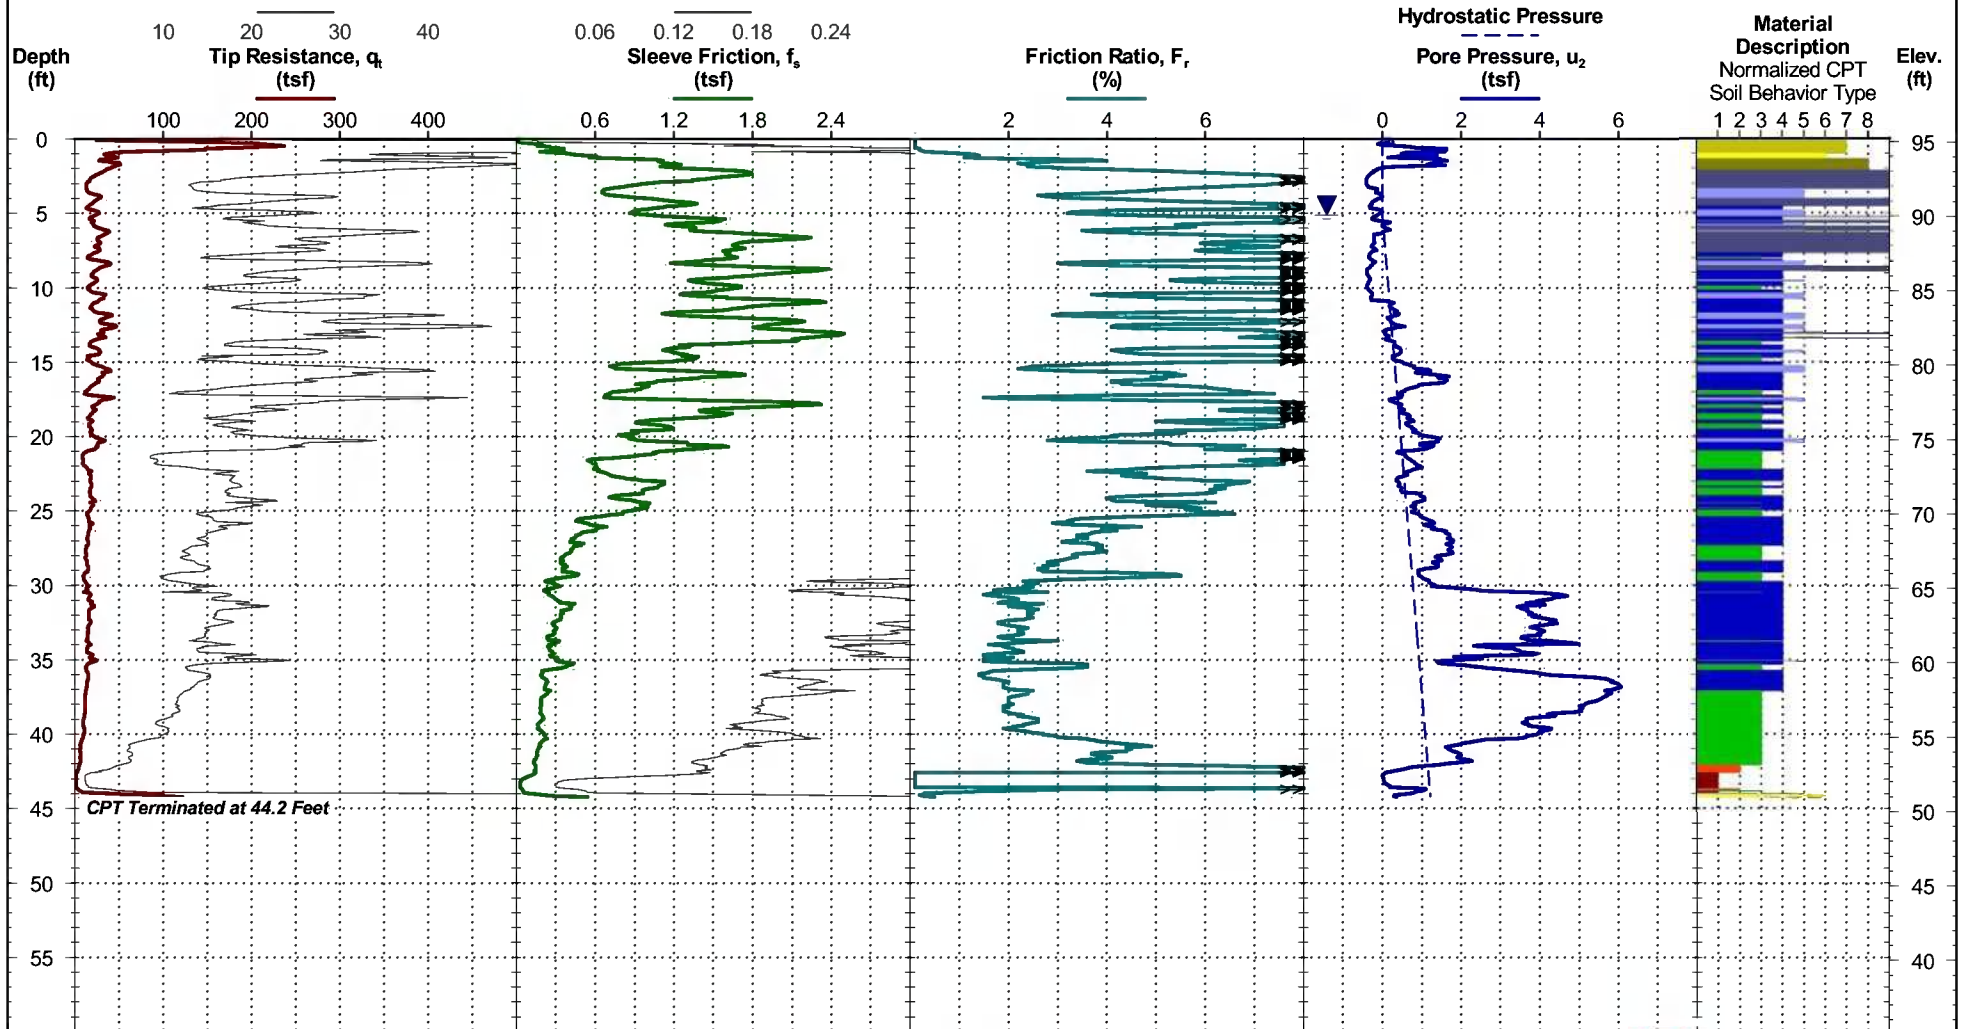 Hydrostatic Pressure
10 20 30 40
0.06 0.12 0.18 0.24
Depth
(ft)
Tip Resistance, qt
(tsf)
Sleeve Friction, fs
(tsf)
Friction Ratio, Fr
(%)
Pore Pressure, u2
(tsf)
Material
Description
Normalized CPT
Soil Behavior Type
Elev.
(ft)
100 200 300 400
0.6 1.2 1.8 2.4
2 4 6
0 2 4 6
1 2 3 4 5 6 7 8
0 95
5 90
10 85
15 80
20 75
25 70
30 65
35 60
40 55
CPT Terminated at 44.2 Feet
45 50
50 45
55 40